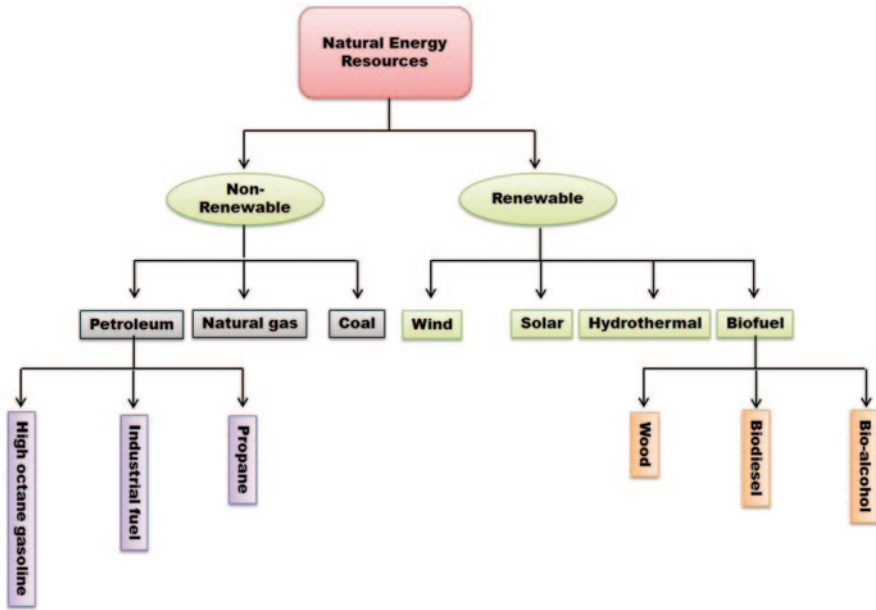 Natural Energy
Resources
Non-
Renewable
Renewable
Petroleum
Natural gas
Coal
Wind
Solar
Hydrothermal
Biofuel
High octane gasoline
Industrial fuel
Propane
Wood
Biodiesel
Bio-alcohol